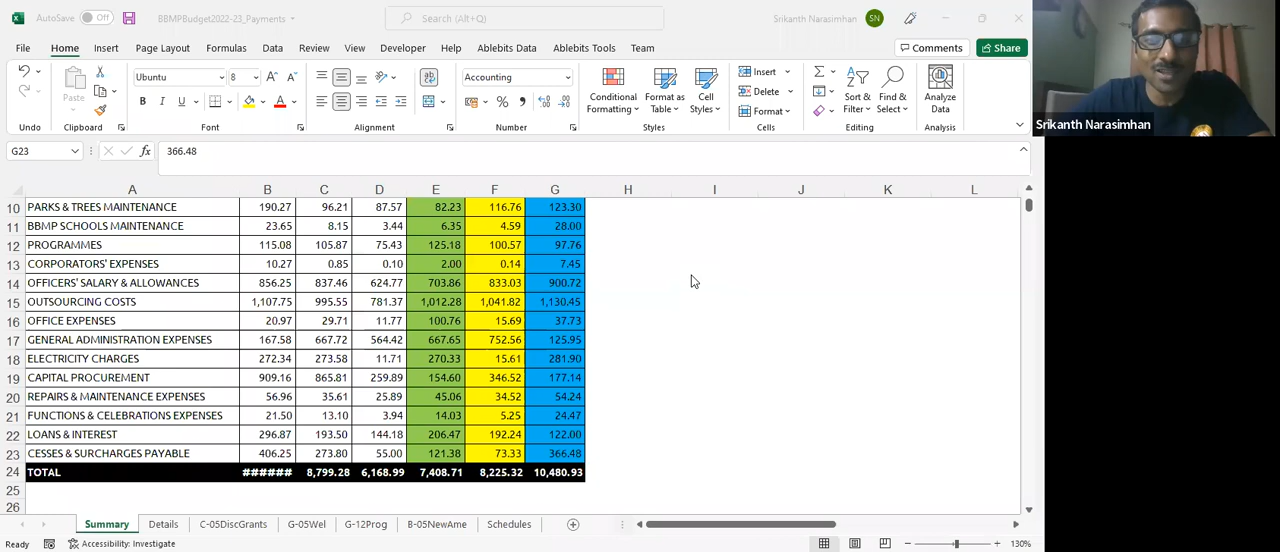 AutoSave Off BBMPBudget2022-23_Payments Search (Alt+Q) Srikanth Narasimhan SN
File Home Insert Page Layout Formulas Data Review View Developer Help Ablebits Data Ablebits Tools Team Comments Share
Ubuntu 8 Accounting Insert
Paste Conditional Formatting Format as Table Cell Styles Delete Sort & Filter Find & Select Analyze Data
Format
Undo Clipboard Font Alignment Number Styles Cells Editing Analysis
G23 fx 366.48
A B C D E F G H I J K L
10 PARKS & TREES MAINTENANCE 190.27 96.21 87.57 82.23 116.76 123.30
11 BBMP SCHOOLS MAINTENANCE 23.65 8.15 3.44 6.35 4.59 28.00
12 PROGRAMMES 115.08 105.87 75.43 125.18 100.57 97.76
13 CORPORATORS' EXPENSES 10.27 0.85 0.10 2.00 0.14 7.45
14 OFFICERS' SALARY & ALLOWANCES 856.25 837.46 624.77 703.86 833.03 900.72
15 OUTSOURCING COSTS 1,107.75 995.55 781.37 1,012.28 1,041.82 1,130.45
16 OFFICE EXPENSES 20.97 29.71 11.77 100.76 15.69 37.73
17 GENERAL ADMINISTRATION EXPENSES 167.58 667.72 564.42 667.65 752.56 125.95
18 ELECTRICITY CHARGES 272.34 273.58 11.71 270.33 15.61 281.90
19 CAPITAL PROCUREMENT 909.16 865.81 259.89 154.60 346.52 177.14
20 REPAIRS & MAINTENANCE EXPENSES 56.96 35.61 25.89 45.06 34.52 54.24
21 FUNCTIONS & CELEBRATIONS EXPENSES 21.50 13.10 3.94 14.03 5.25 24.47
22 LOANS & INTEREST 296.87 193.50 144.18 206.47 192.24 122.00
23 CESSES & SURCHARGES PAYABLE 406.25 273.80 55.00 121.38 73.33 366.48
24 TOTAL ###### 8,799.28 6,168.99 7,408.71 8,225.32 10,480.93
25
26
Summary Details C-05DiscGrants G-05Wel G-12Prog B-05NewAme Schedules
Ready Accessibility: Investigate 130%
Srikanth Narasimhan